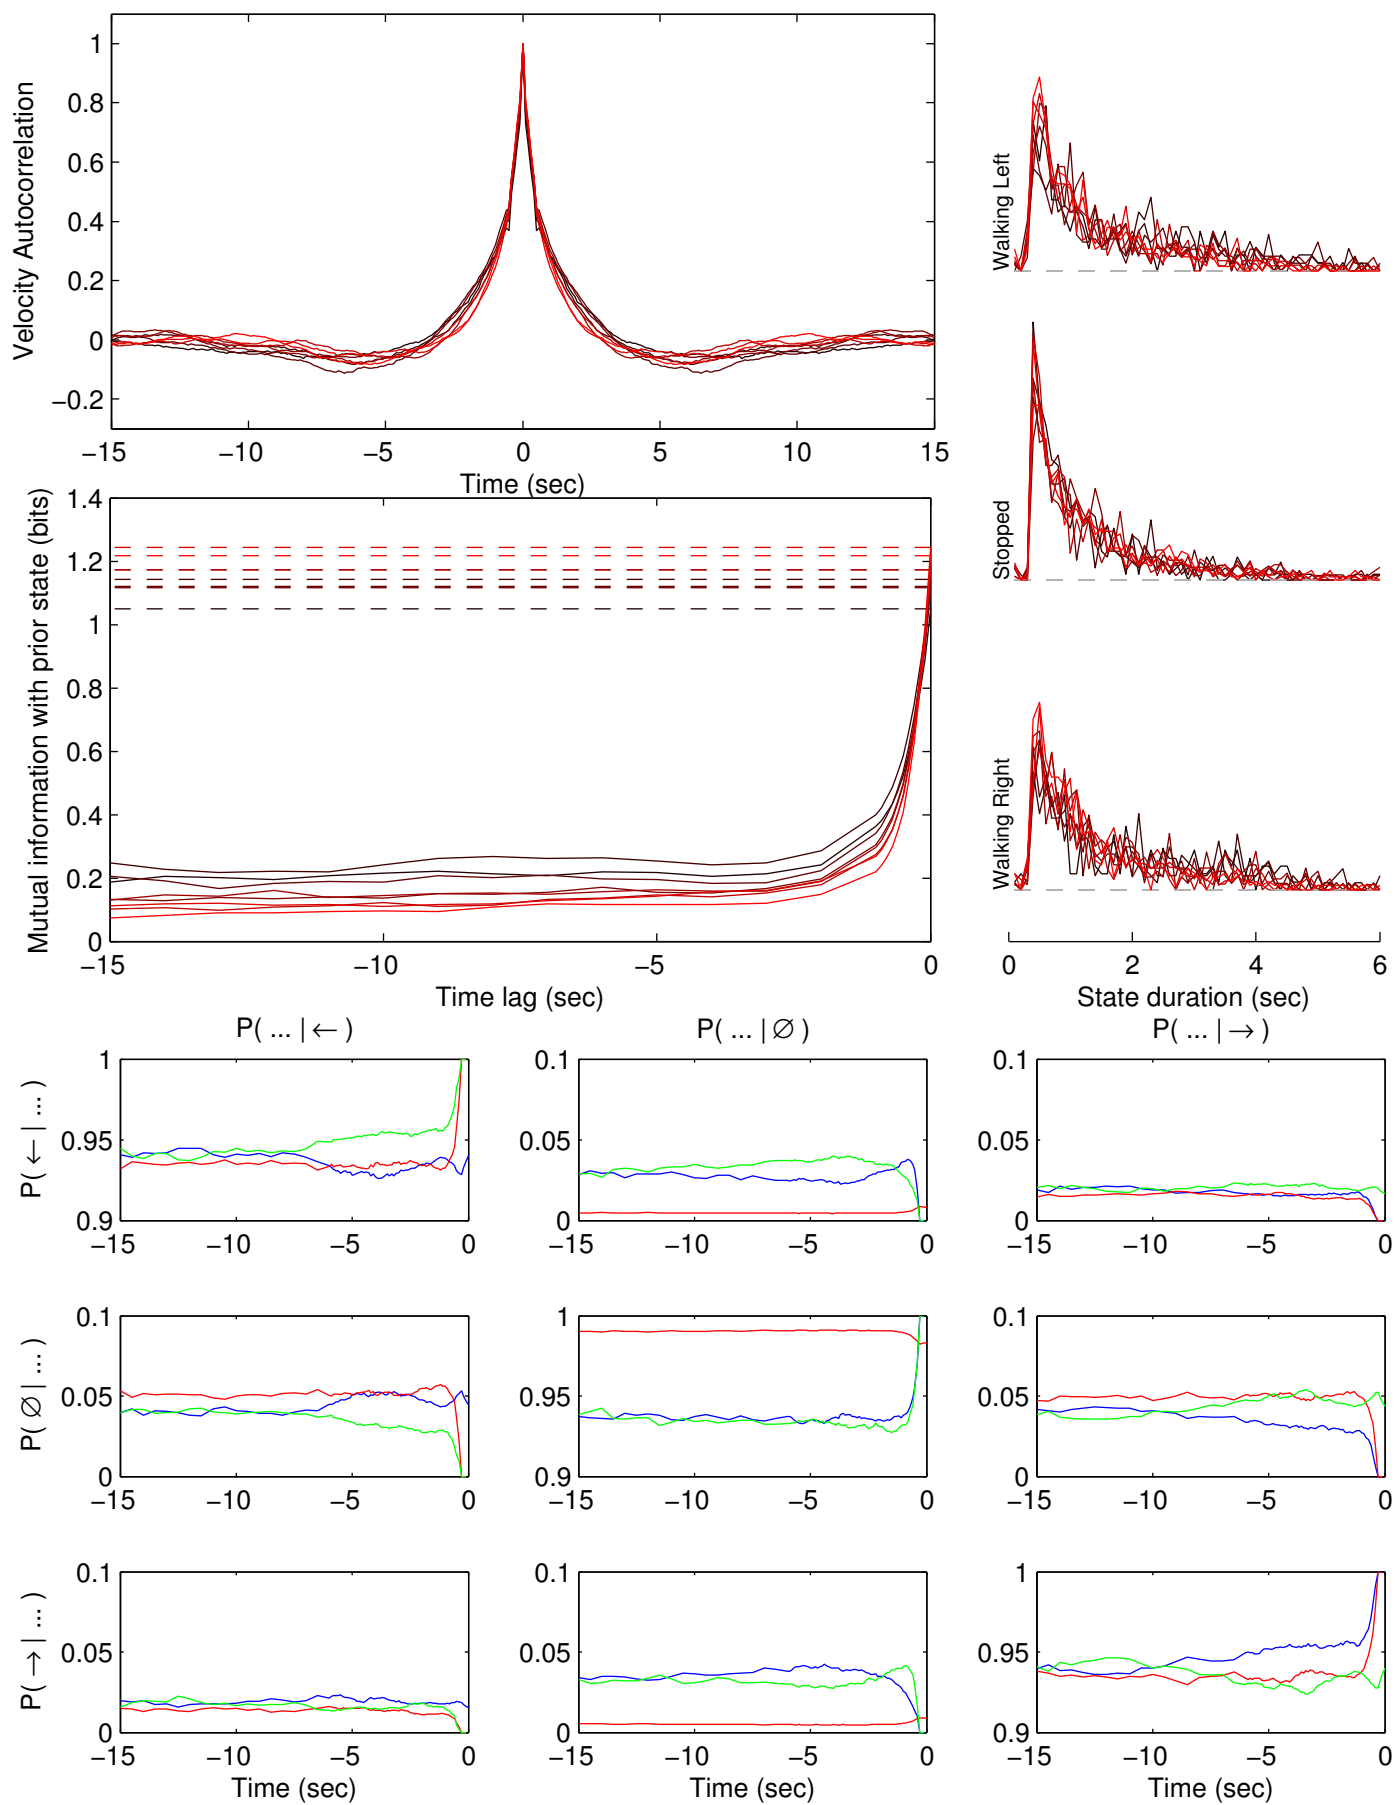 Velocity Autocorrelation
1
0.8
0.6
0.4
0.2
0
−0.2
−15 −10 −5 0 5 10 15
Time (sec)
Mutual information with prior state (bits)
1.4
1.2
1
0.8
0.6
0.4
0.2
0
−15 −10 −5 0
Time lag (sec)
Walking Left
Stopped
Walking Right
0 2 4 6
State duration (sec)
P( ... | ← )
P( ... | ∅ )
P( ... | → )
P( ← | ... )
1
0.95
0.9
−15 −10 −5 0
0.1
0.05
0
−15 −10 −5 0
0.1
0.05
0
−15 −10 −5 0
P( ∅ | ... )
0.1
0.05
0
−15 −10 −5 0
1
0.95
0.9
−15 −10 −5 0
0.1
0.05
0
−15 −10 −5 0
P( → | ... )
0.1
0.05
0
−15 −10 −5 0
Time (sec)
0.1
0.05
0
−15 −10 −5 0
Time (sec)
1
0.95
0.9
−15 −10 −5 0
Time (sec)